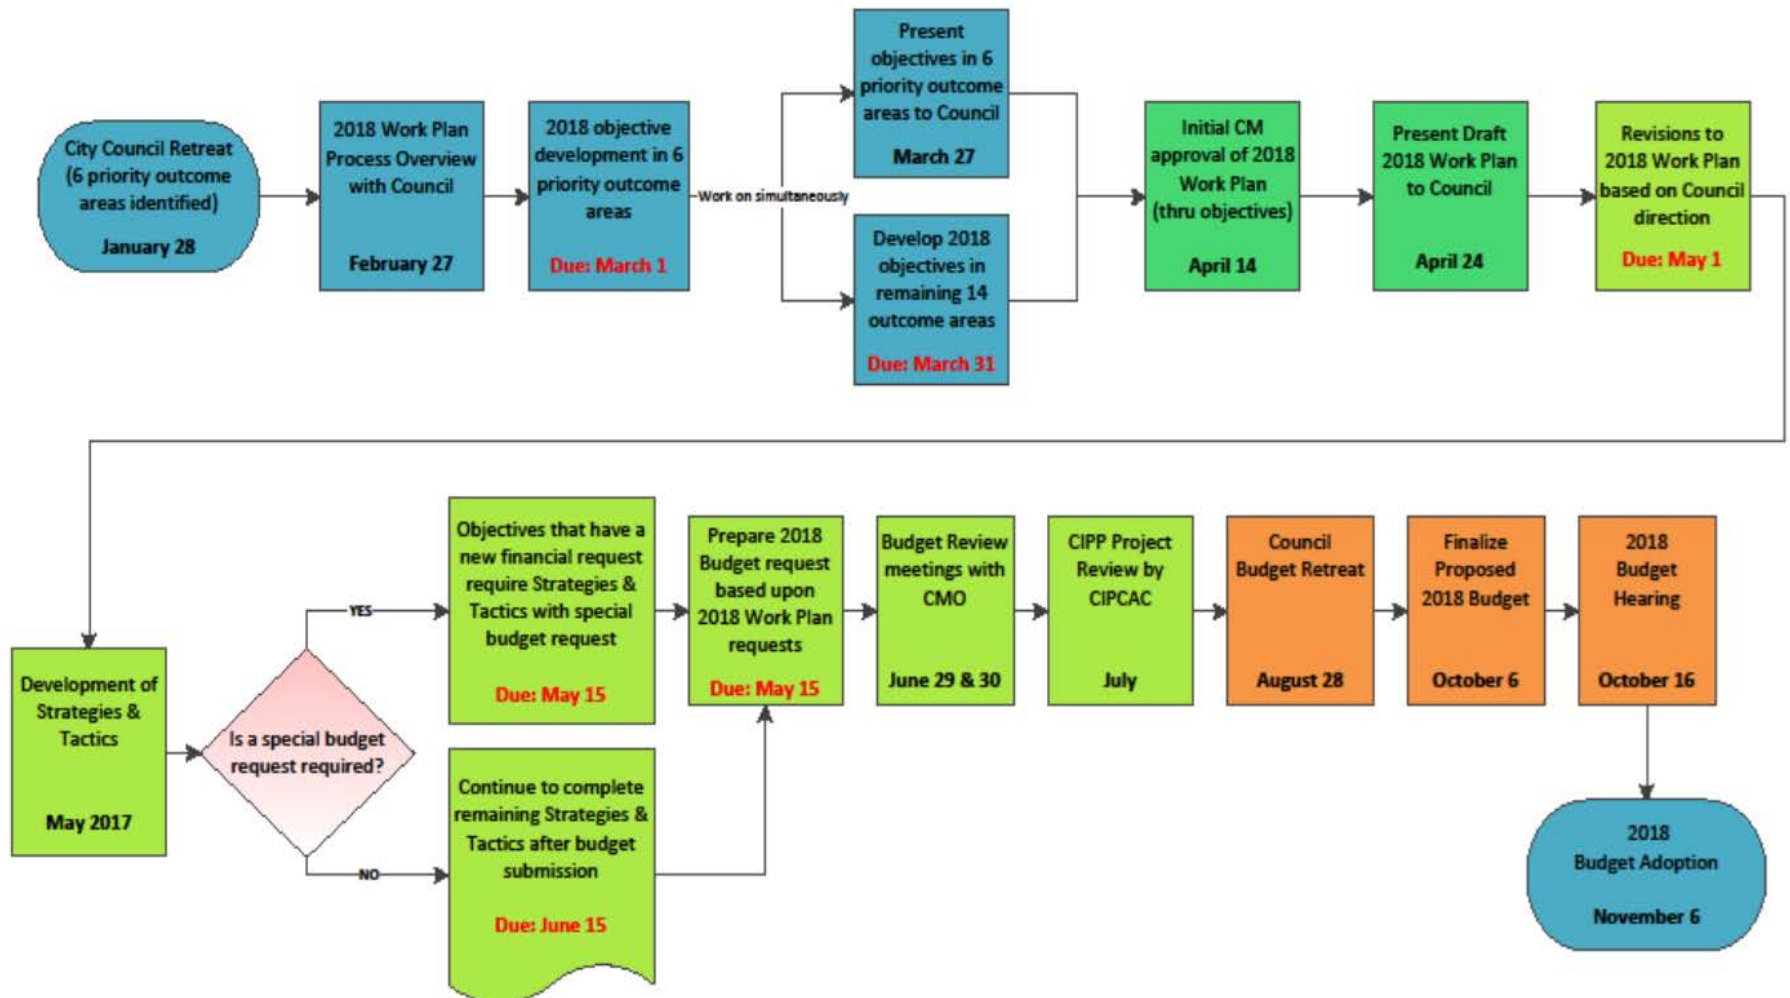 City Council Retreat
(6 priority outcome
areas identified)
January 28
2018 Work Plan
Process Overview
with Council
February 27
2018 objective
development in 6
priority outcome
areas
Due: March 1
Work on simultaneously
Present
objectives in 6
priority outcome
areas to Council
March 27
Develop 2018
objectives in
remaining 14
outcome areas
Due: March 31
Initial CM
approval of 2018
Work Plan
(thru objectives)
April 14
Present Draft
2018 Work Plan
to Council
April 24
Revisions to
2018 Work Plan
based on Council
direction
Due: May 1
Development of
Strategies &
Tactics
May 2017
Is a special budget
request required?
YES
NO
Objectives that have a
new financial request
require Strategies &
Tactics with special
budget request
Due: May 15
Continue to complete
remaining Strategies &
Tactics after budget
submission
Due: June 15
Prepare 2018
Budget request
based upon
2018 Work Plan
requests
Due: May 15
Budget Review
meetings with
CMO
June 29 & 30
CIPP Project
Review by
CIPCAC
July
Council
Budget Retreat
August 28
Finalize
Proposed
2018 Budget
October 6
2018
Budget
Hearing
October 16
2018
Budget Adoption
November 6